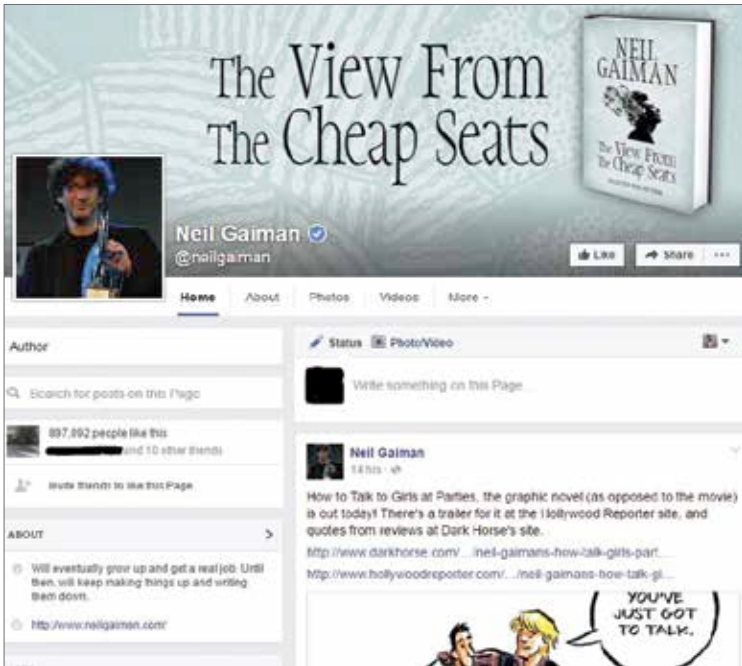 The View From
The Cheap Seats
NEIL
GAIMAN
The View From
The Cheap Seats
Neil Gaiman
@neilgaiman
Like
Share
Home About Photos Videos More
Author
Search for posts on this Page
897,892 people like this
and 10 other friends
Invite friends to like this Page
ABOUT
Will eventually grow up and get a real job. Until
then, will keep making things up and writing
them down.
http://www.neilgaiman.com/
Status Photo/Video
Write something on this Page...
Neil Gaiman
14 hrs
How to Talk to Girls at Parties, the graphic novel (as opposed to the movie)
is out today! There's a trailer for it at the Hollywood Reporter site, and
quotes from reviews at Dark Horse's site.
http://www.darkhorse.com/.../neil-gaimans-how-talk-girls-part...
http://www.hollywoodreporter.com/.../neil-gaimans-how-talk-gi...
YOU'VE
JUST GOT
TO TALK.